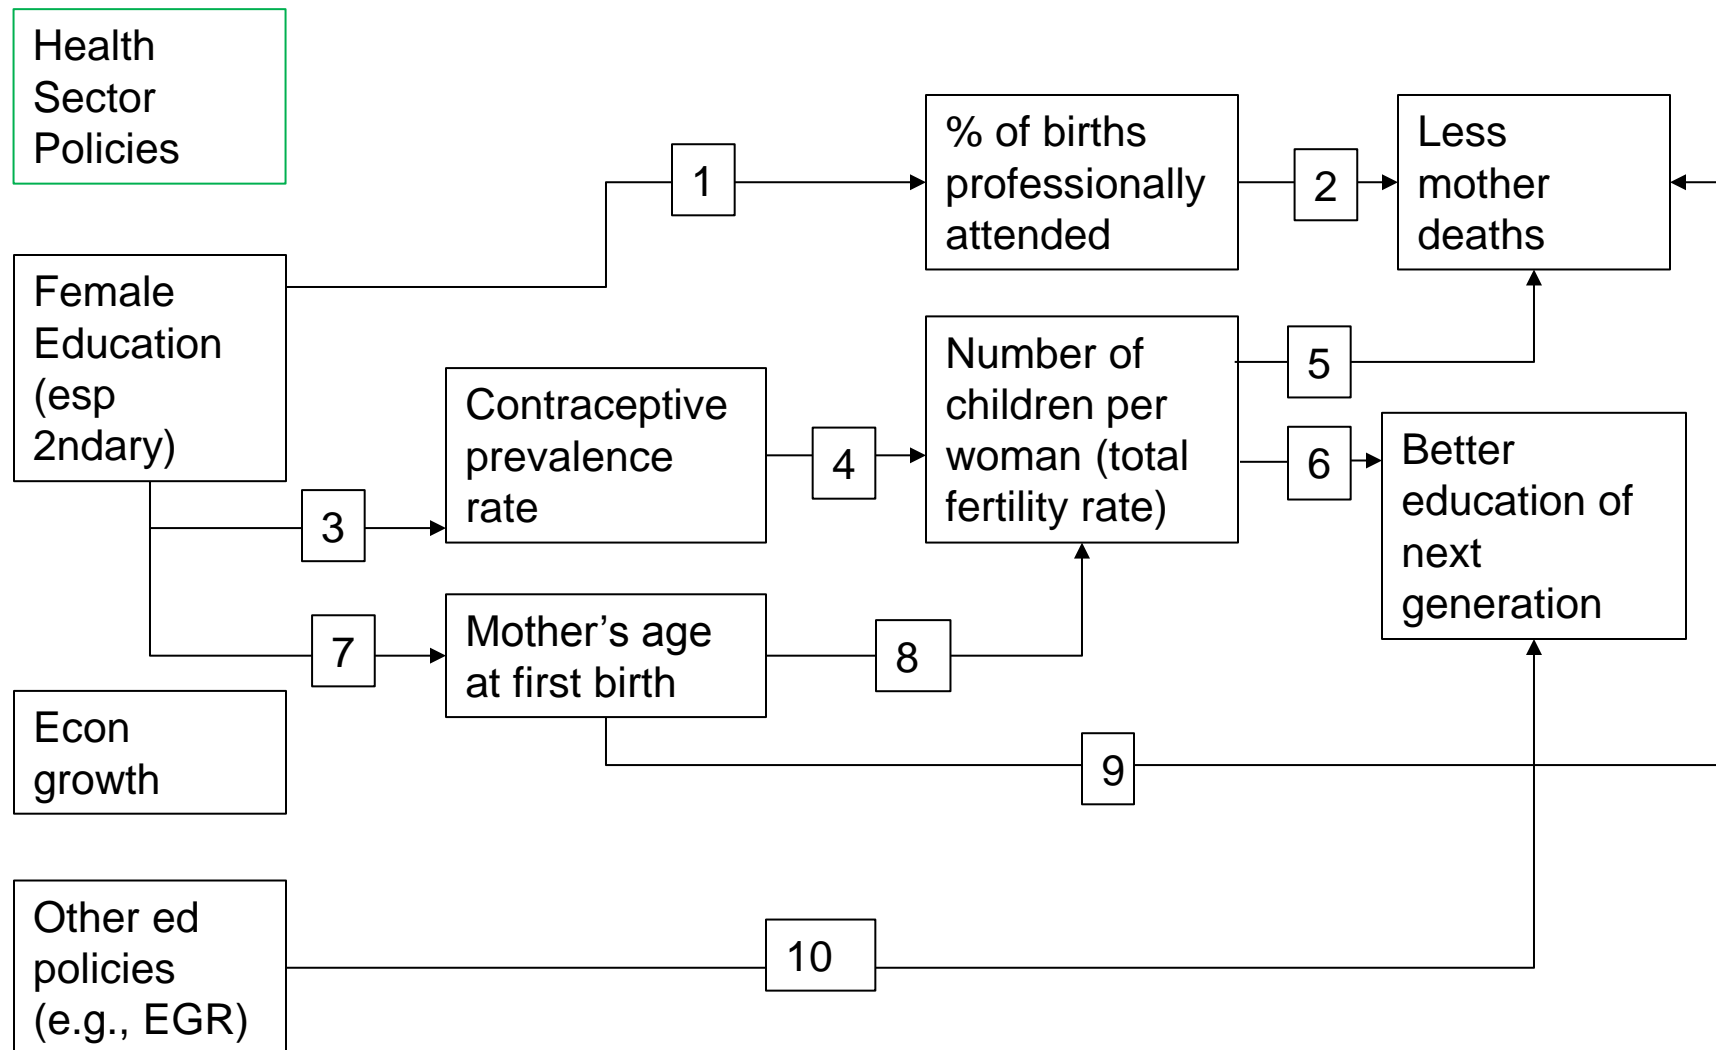 Health
Sector
Policies
1
% of births
professionally
attended
2
Less
mother
deaths
Female
Education
(esp
2ndary)
3
Contraceptive
prevalence
rate
4
Number of
children per
woman (total
fertility rate)
5
6
Better
education of
next
generation
7
Mother’s age
at first birth
8
9
Econ
growth
Other ed
policies
(e.g., EGR)
10